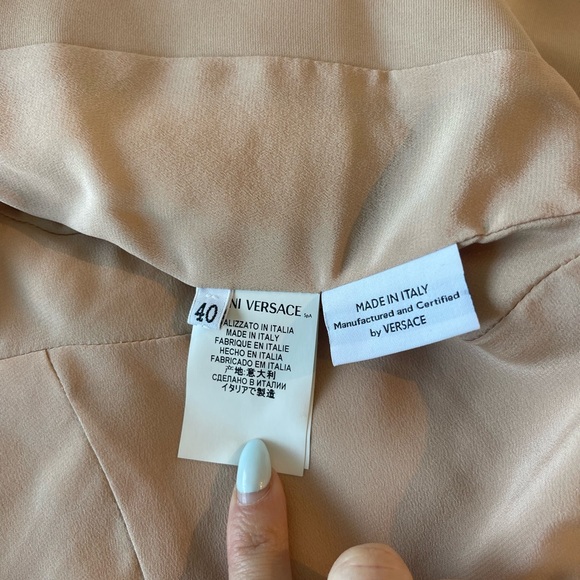 40
NI VERSACE SpA
ALIZZATO IN ITALIA
MADE IN ITALY
FABRIQUE EN ITALIE
HECHO EN ITALIA
FABRICADO EM ITALIA
产地:意大利
СДЕЛАНО В ИТАЛИИ
イタリアで製造
MADE IN ITALY
Manufactured and Certified
by VERSACE